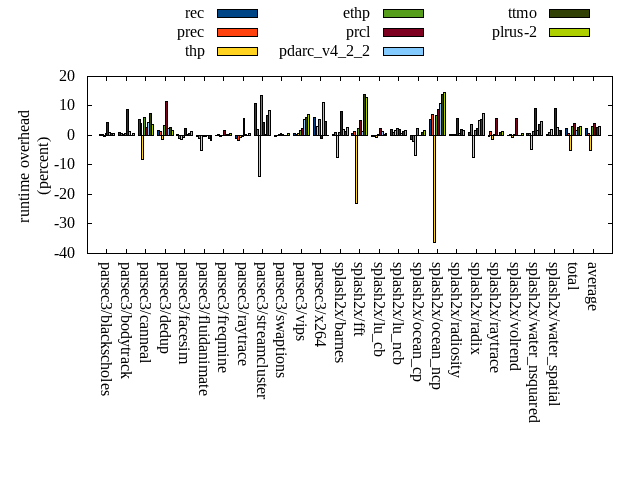 rec
prec
thp
ethp
prcl
pdarc_v4_2_2
ttmo
plrus-2
runtime overhead
(percent)
20
10
0
-10
-20
-30
-40
parsec3/blackscholes
parsec3/bodytrack
parsec3/canneal
parsec3/dedup
parsec3/facesim
parsec3/fluidanimate
parsec3/freqmine
parsec3/raytrace
parsec3/streamcluster
parsec3/swaptions
parsec3/vips
parsec3/x264
splash2x/barnes
splash2x/fft
splash2x/lu_cb
splash2x/lu_ncb
splash2x/ocean_cp
splash2x/ocean_ncp
splash2x/radiosity
splash2x/radix
splash2x/raytrace
splash2x/volrend
splash2x/water_nsquared
splash2x/water_spatial
total
average